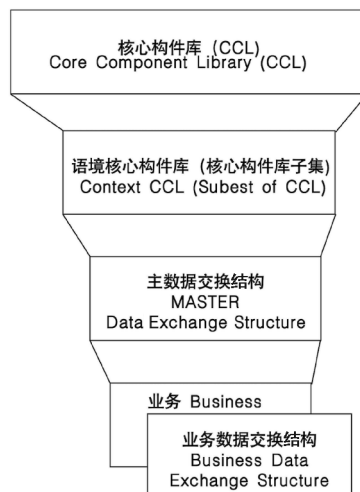 核心构件库 (CCL)
Core Component Library (CCL)
语境核心构件库 (核心构件库子集)
Context CCL (Subest of CCL)
主数据交换结构
MASTER
Data Exchange Structure
业务 Business
业务数据交换结构
Business Data
Exchange Structure